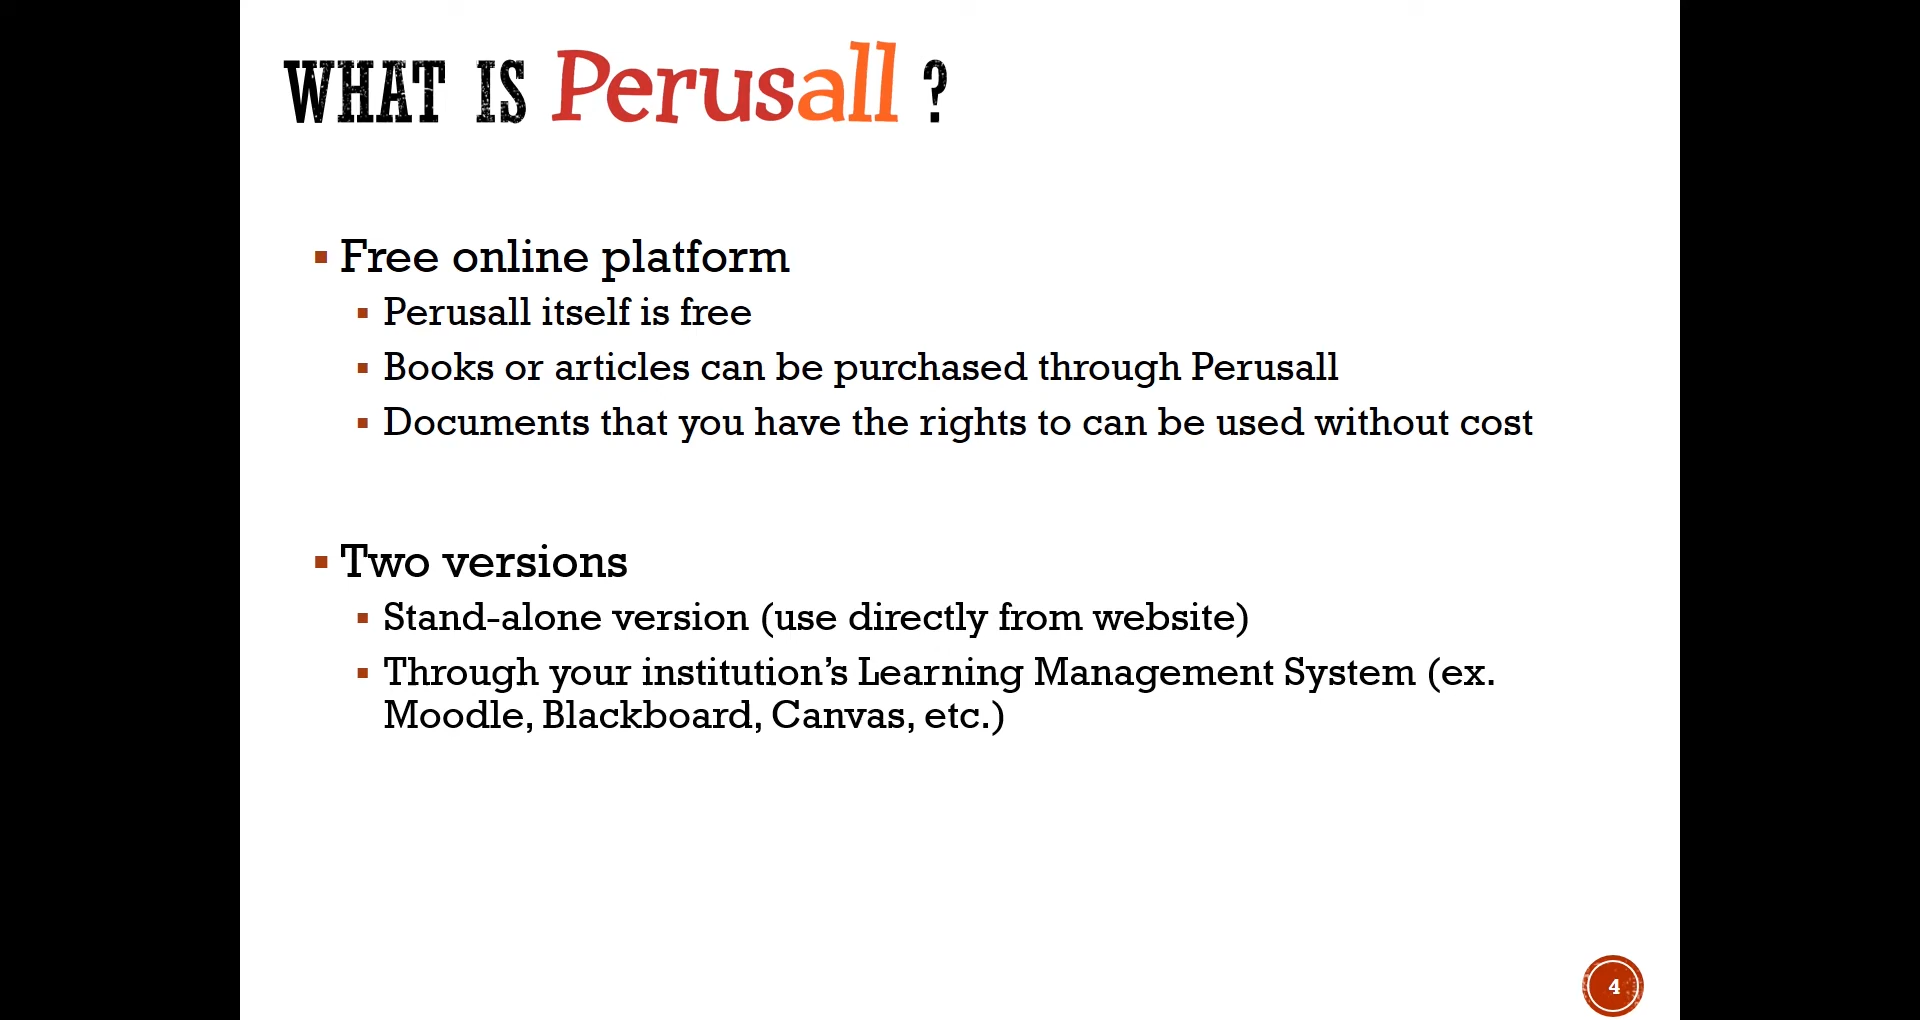 WHAT IS Perusall ?
▪ Free online platform
▪ Perusall itself is free
▪ Books or articles can be purchased through Perusall
▪ Documents that you have the rights to can be used without cost
▪ Two versions
▪ Stand-alone version (use directly from website)
▪ Through your institution’s Learning Management System (ex.
Moodle, Blackboard, Canvas, etc.)
4